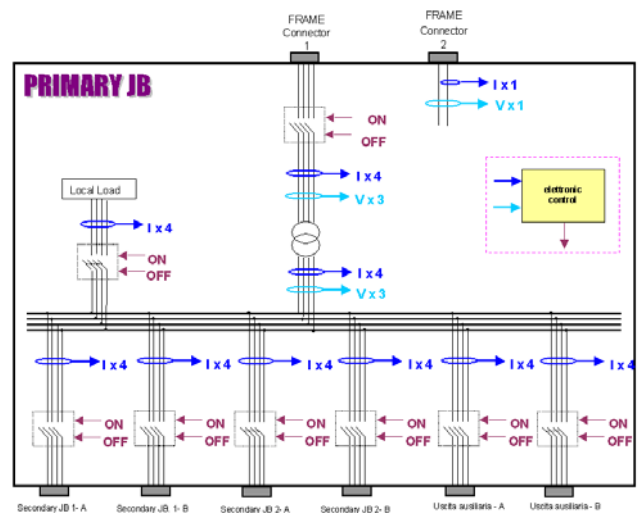 FRAME
Connector
1
FRAME
Connector
2
PRIMARY JB
I x 1
V x 1
ON
OFF
I x 4
V x 3
elettronic
control
Local Load
I x 4
ON
OFF
I x 4
V x 3
I x 4
I x 4
I x 4
I x 4
I x 4
I x 4
ON
OFF
ON
OFF
ON
OFF
ON
OFF
ON
OFF
ON
OFF
Secondary JB 1- A
Secondary JB. 1- B
Secondary JB 2- A
Secondary JB 2- B
Uscita auxiliaria - A
Uscita auxiliaria - B